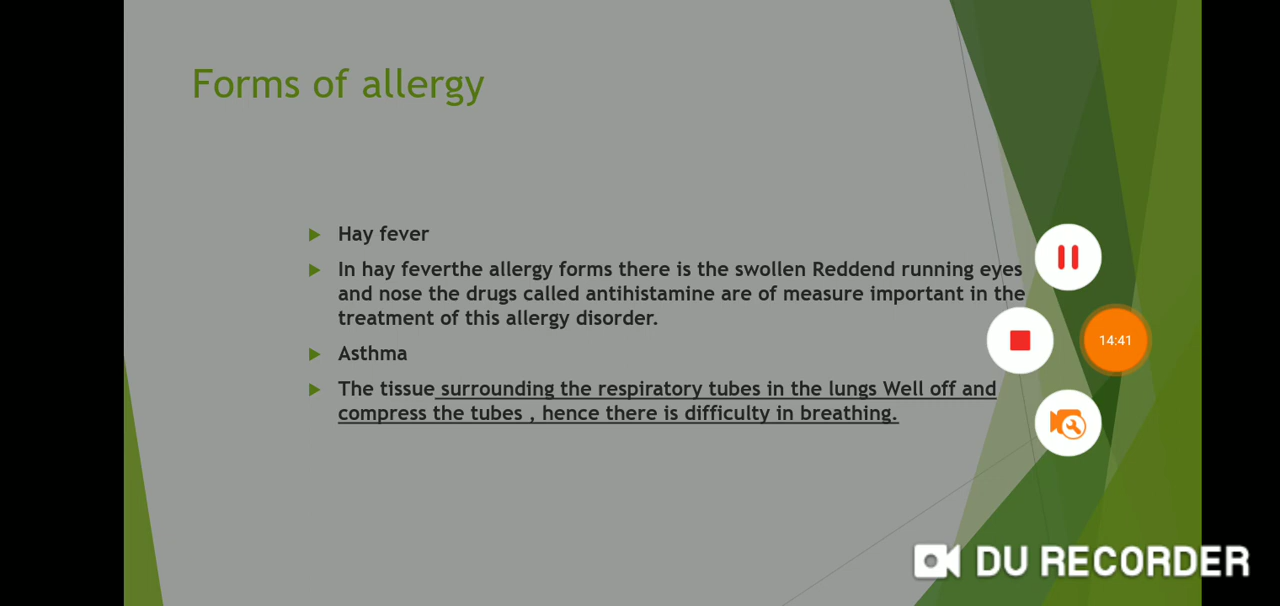 Forms of allergy
Hay fever
In hay feverthe allergy forms there is the swollen Reddend running eyes
and nose the drugs called antihistamine are of measure important in the
treatment of this allergy disorder.
Asthma
The tissue surrounding the respiratory tubes in the lungs Well off and
compress the tubes , hence there is difficulty in breathing.
14:41
DU RECORDER